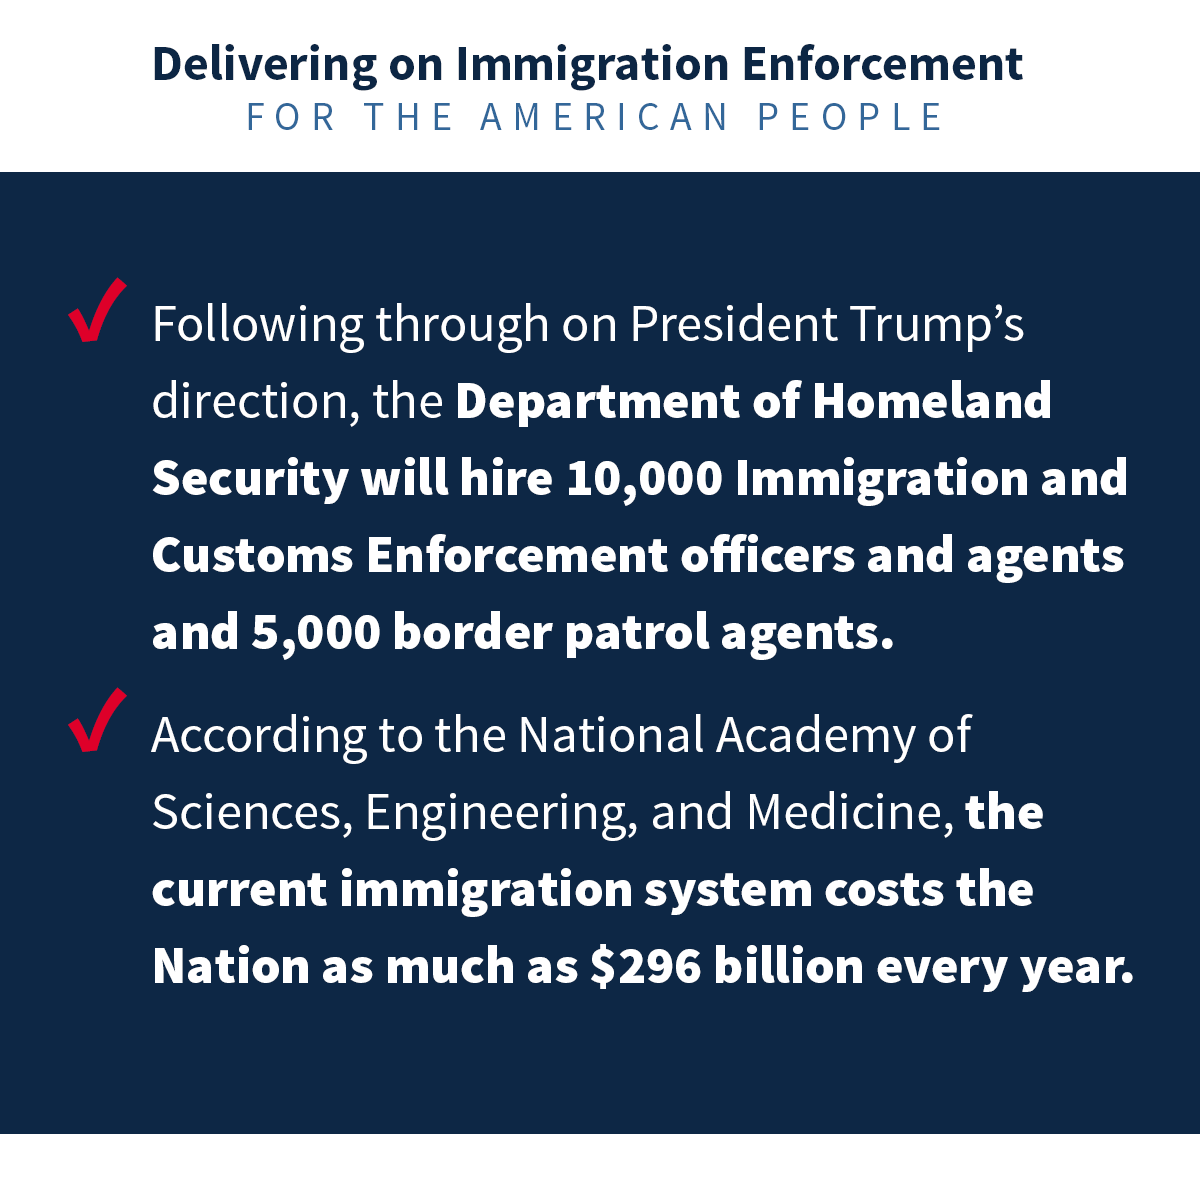 Delivering on Immigration Enforcement
FOR THE AMERICAN PEOPLE
Following through on President Trump’s
direction, the Department of Homeland
Security will hire 10,000 Immigration and
Customs Enforcement officers and agents
and 5,000 border patrol agents.
According to the National Academy of
Sciences, Engineering, and Medicine, the
current immigration system costs the
Nation as much as $296 billion every year.